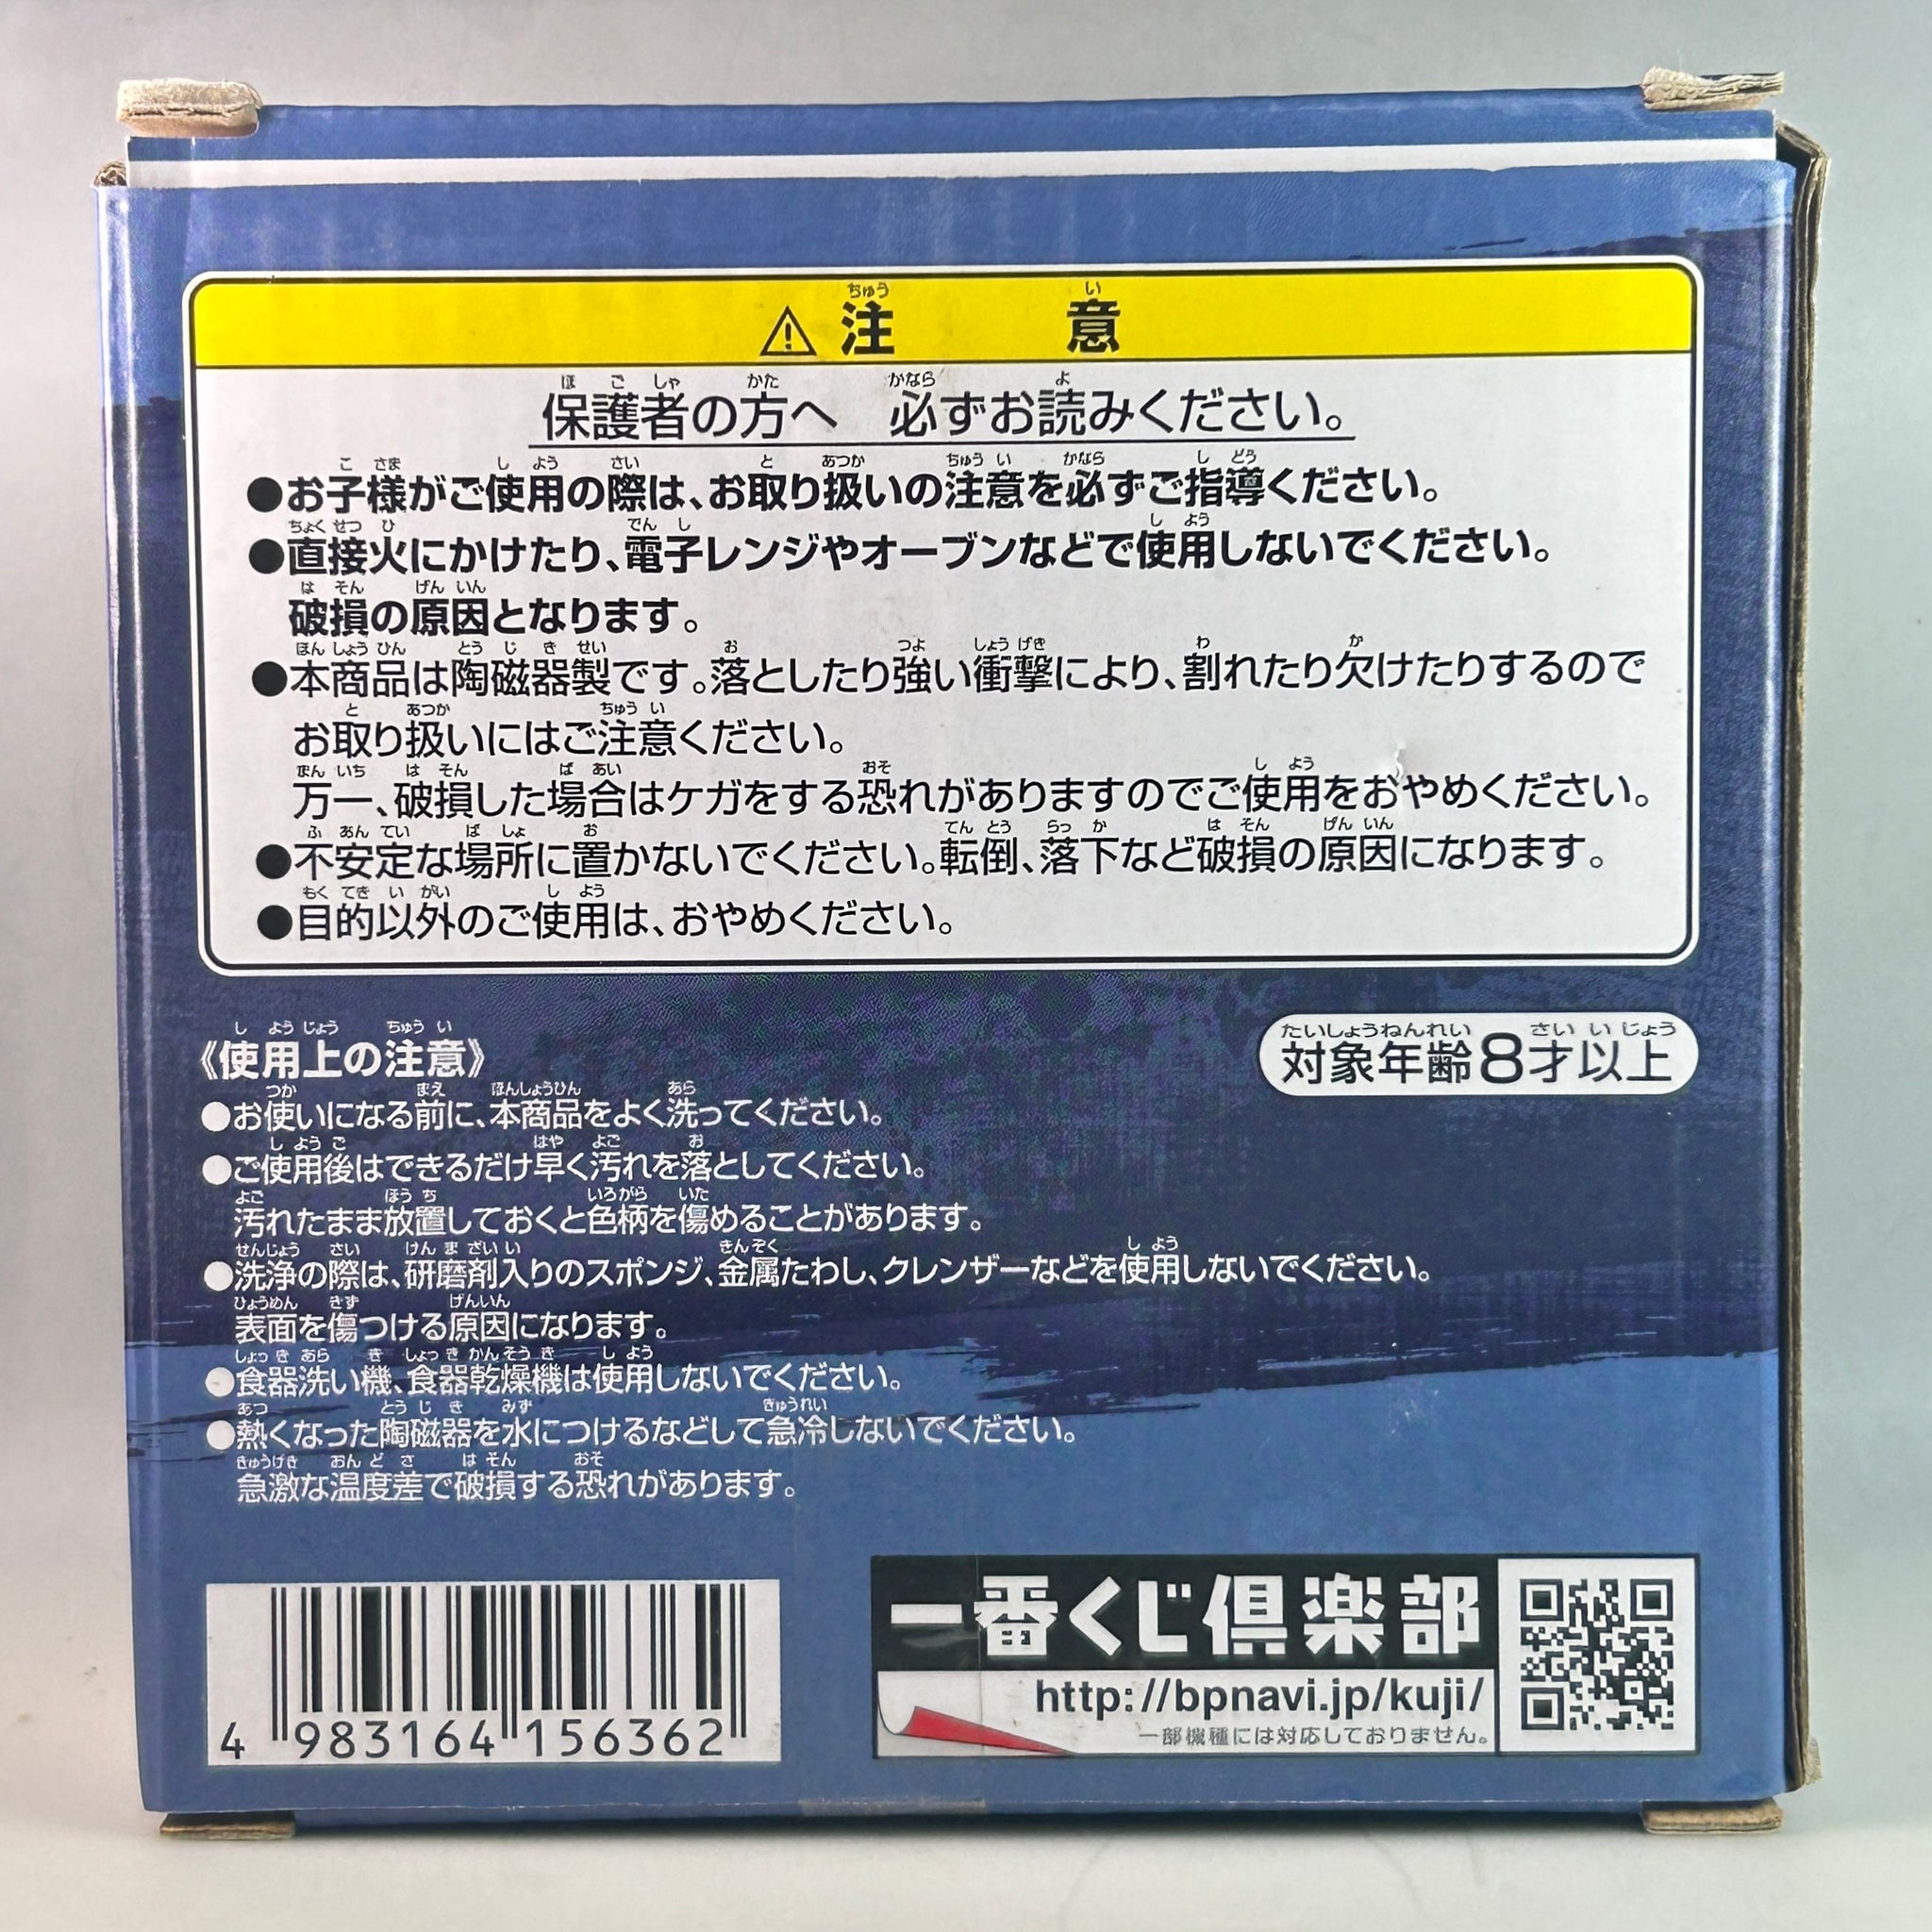 ⚠ 注意
保護者の方へ 必ずお読みください。
●お子様がご使用の際は、お取り扱いの注意を必ずご指導ください。
●直接火にかけたり、電子レンジやオーブンなどで使用しないでください。
破損の原因となります。
●本商品は陶磁器製です。落としたり強い衝撃により、割れたり欠けたりするので
お取り扱いにはご注意ください。
万一、破損した場合はケガをする恐れがありますのでご使用をおやめください。
●不安定な場所に置かないでください。転倒、落下など破損の原因になります。
●目的以外のご使用は、おやめください。
《使用上の注意》
対象年齢8才以上
●お使いになる前に、本商品をよく洗ってください。
●ご使用後はできるだけ早く汚れを落としてください。
汚れたまま放置しておくと色柄を傷めることがあります。
●洗浄の際は、研磨剤入りのスポンジ、金属たわし、クレンザーなどを使用しないでください。
表面を傷つける原因になります。
●食器洗い機、食器乾燥機は使用しないでください。
●熱くなった陶磁器を水につけるなどして急冷しないでください。
急激な温度差で破損する恐れがあります。
4 983164 156362
一番くじ倶楽部
http://bpnavi.jp/kuji/
一部機種には対応しておりません。